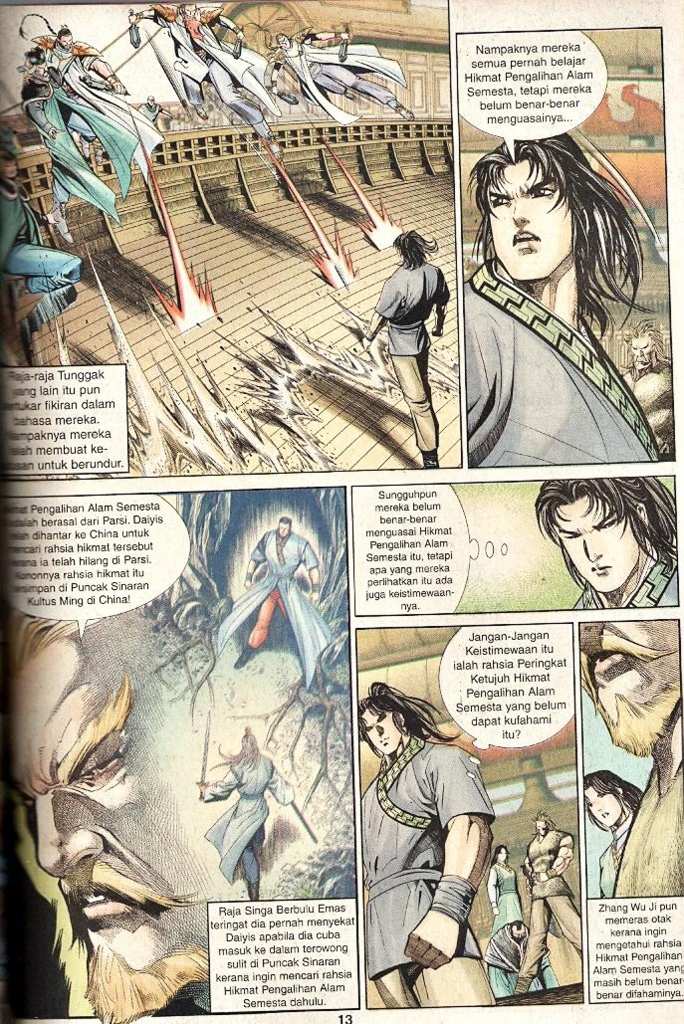 Nampaknya mereka
semua pernah belajar
Hikmat Pengalihan Alam
Semesta, tetapi mereka
belum benar-benar
menguasainya...
Raja-raja Tunggak
yang lain itu pun
bertukar fikiran dalam
bahasa mereka.
Nampaknya mereka
membuat ke-
untuk berundur.
Pengalihan Alam Semesta
adalah berasal dari Parsi. Daiyis
dihantar ke China untuk
mencari rahsia hikmat tersebut
kerana ia telah hilang di Parsi.
Kononnya rahsia hikmat itu
tersimpan di Puncak Sinaran
Kultus Ming di China!
Sungguhpun
mereka belum
benar-benar
menguasai Hikmat
Pengalihan Alam
Semesta itu, tetapi
apa yang mereka
perlihatkan itu ada
juga keistimewaan-
nya.
Jangan-Jangan
Keistimewaan itu
ialah rahsia Peringkat
Ketujuh Hikmat
Pengalihan Alam
Semesta yang belum
dapat kufahami
itu?
Raja Singa Berbulu Emas
teringat dia pernah menyekat
Daiyis apabila dia cuba
masuk ke dalam terowong
sulit di Puncak Sinaran
kerana ingin mencari rahsia
Hikmat Pengalihan Alam
Semesta dahulu.
Zhang Wu Ji pun
memeras otak
kerana ingin
mengetahui rahsia
Hikmat Pengalihan
Alam Semesta yang
masih belum benar-
benar difahaminya.
13